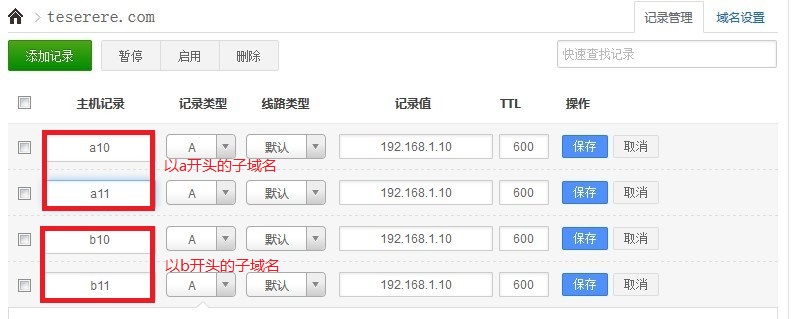 teserere.com 记录管理 域名设置
添加记录 暂停 启用 删除 快速查找记录
主机记录 记录类型 线路类型 记录值 TTL 操作
a10 A 默认 192.168.1.10 600 保存 取消
以a开头的子域名
a11 A 默认 192.168.1.10 600 保存 取消
b10 A 默认 192.168.1.10 600 保存 取消
以b开头的子域名
b11 A 默认 192.168.1.10 600 保存 取消